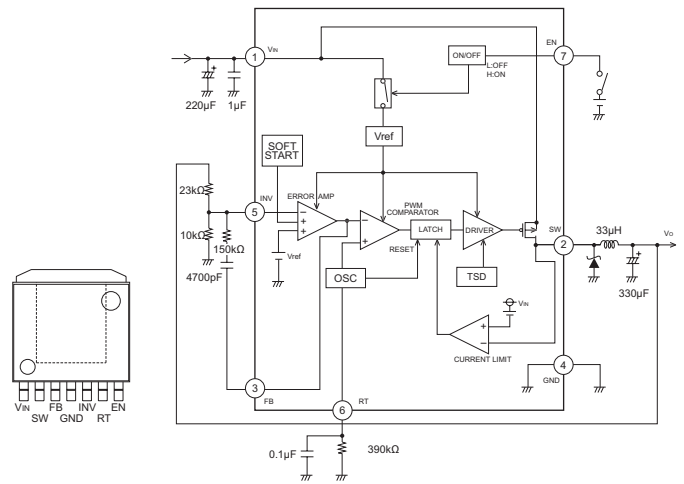 EN
1
VIN
ON/OFF
L:OFF
H:ON
7
220μF
1μF
Vref
SOFT
START
23kΩ
INV
ERROR AMP
PWM
COMPARATOR
5
LATCH
DRIVER
SW
2
33μH
VO
10kΩ
150kΩ
RESET
4700pF
Vref
OSC
TSD
330μF
VIN
CURRENT LIMIT
3
FB
4
GND
6
RT
0.1μF
390kΩ
VIN
FB
INV
EN
SW
GND
RT
+
+
−
+
+
−
+
+
−